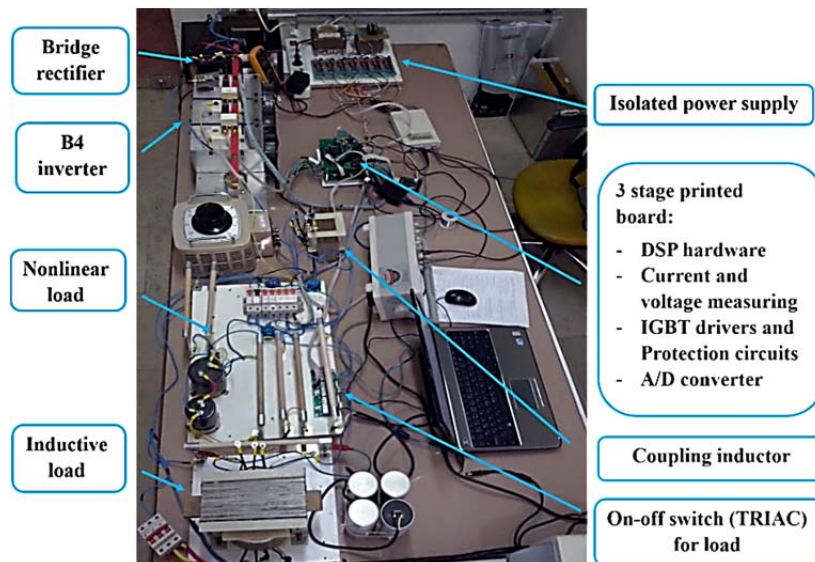 Bridge
rectifier
B4
inverter
Nonlinear
load
Inductive
load
Isolated power supply
3 stage printed
board:
- DSP hardware
- Current and
voltage measuring
- IGBT drivers and
Protection circuits
- A/D converter
Coupling inductor
On-off switch (TRIAC)
for load